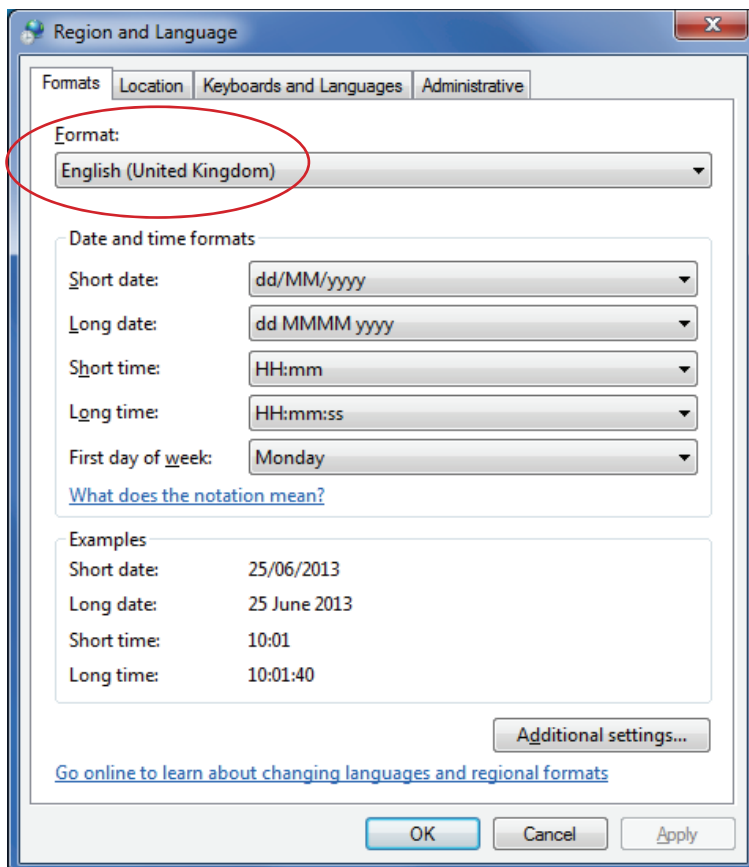 Region and Language
Formats Location Keyboards and Languages Administrative
Format:
English (United Kingdom)
Date and time formats
Short date: dd/MM/yyyy
Long date: dd MMMM yyyy
Short time: HH:mm
Long time: HH:mm:ss
First day of week: Monday
What does the notation mean?
Examples
Short date: 25/06/2013
Long date: 25 June 2013
Short time: 10:01
Long time: 10:01:40
Additional settings...
Go online to learn about changing languages and regional formats
OK Cancel Apply